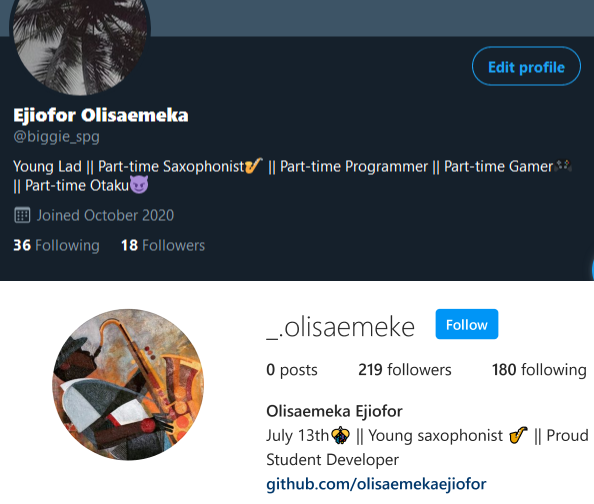 Edit profile
Ejiofor Olisaemeka
@biggie_spg
Young Lad || Part-time Saxophonist🎷 || Part-time Programmer || Part-time Gamer🎮
|| Part-time Otaku😈
Joined October 2020
36 Following 18 Followers
_.olisaemeke Follow
0 posts 219 followers 180 following
Olisaemeka Ejiofor
July 13th🐝 || Young saxophonist 🎷 || Proud
Student Developer
github.com/olisaemekaejiofor